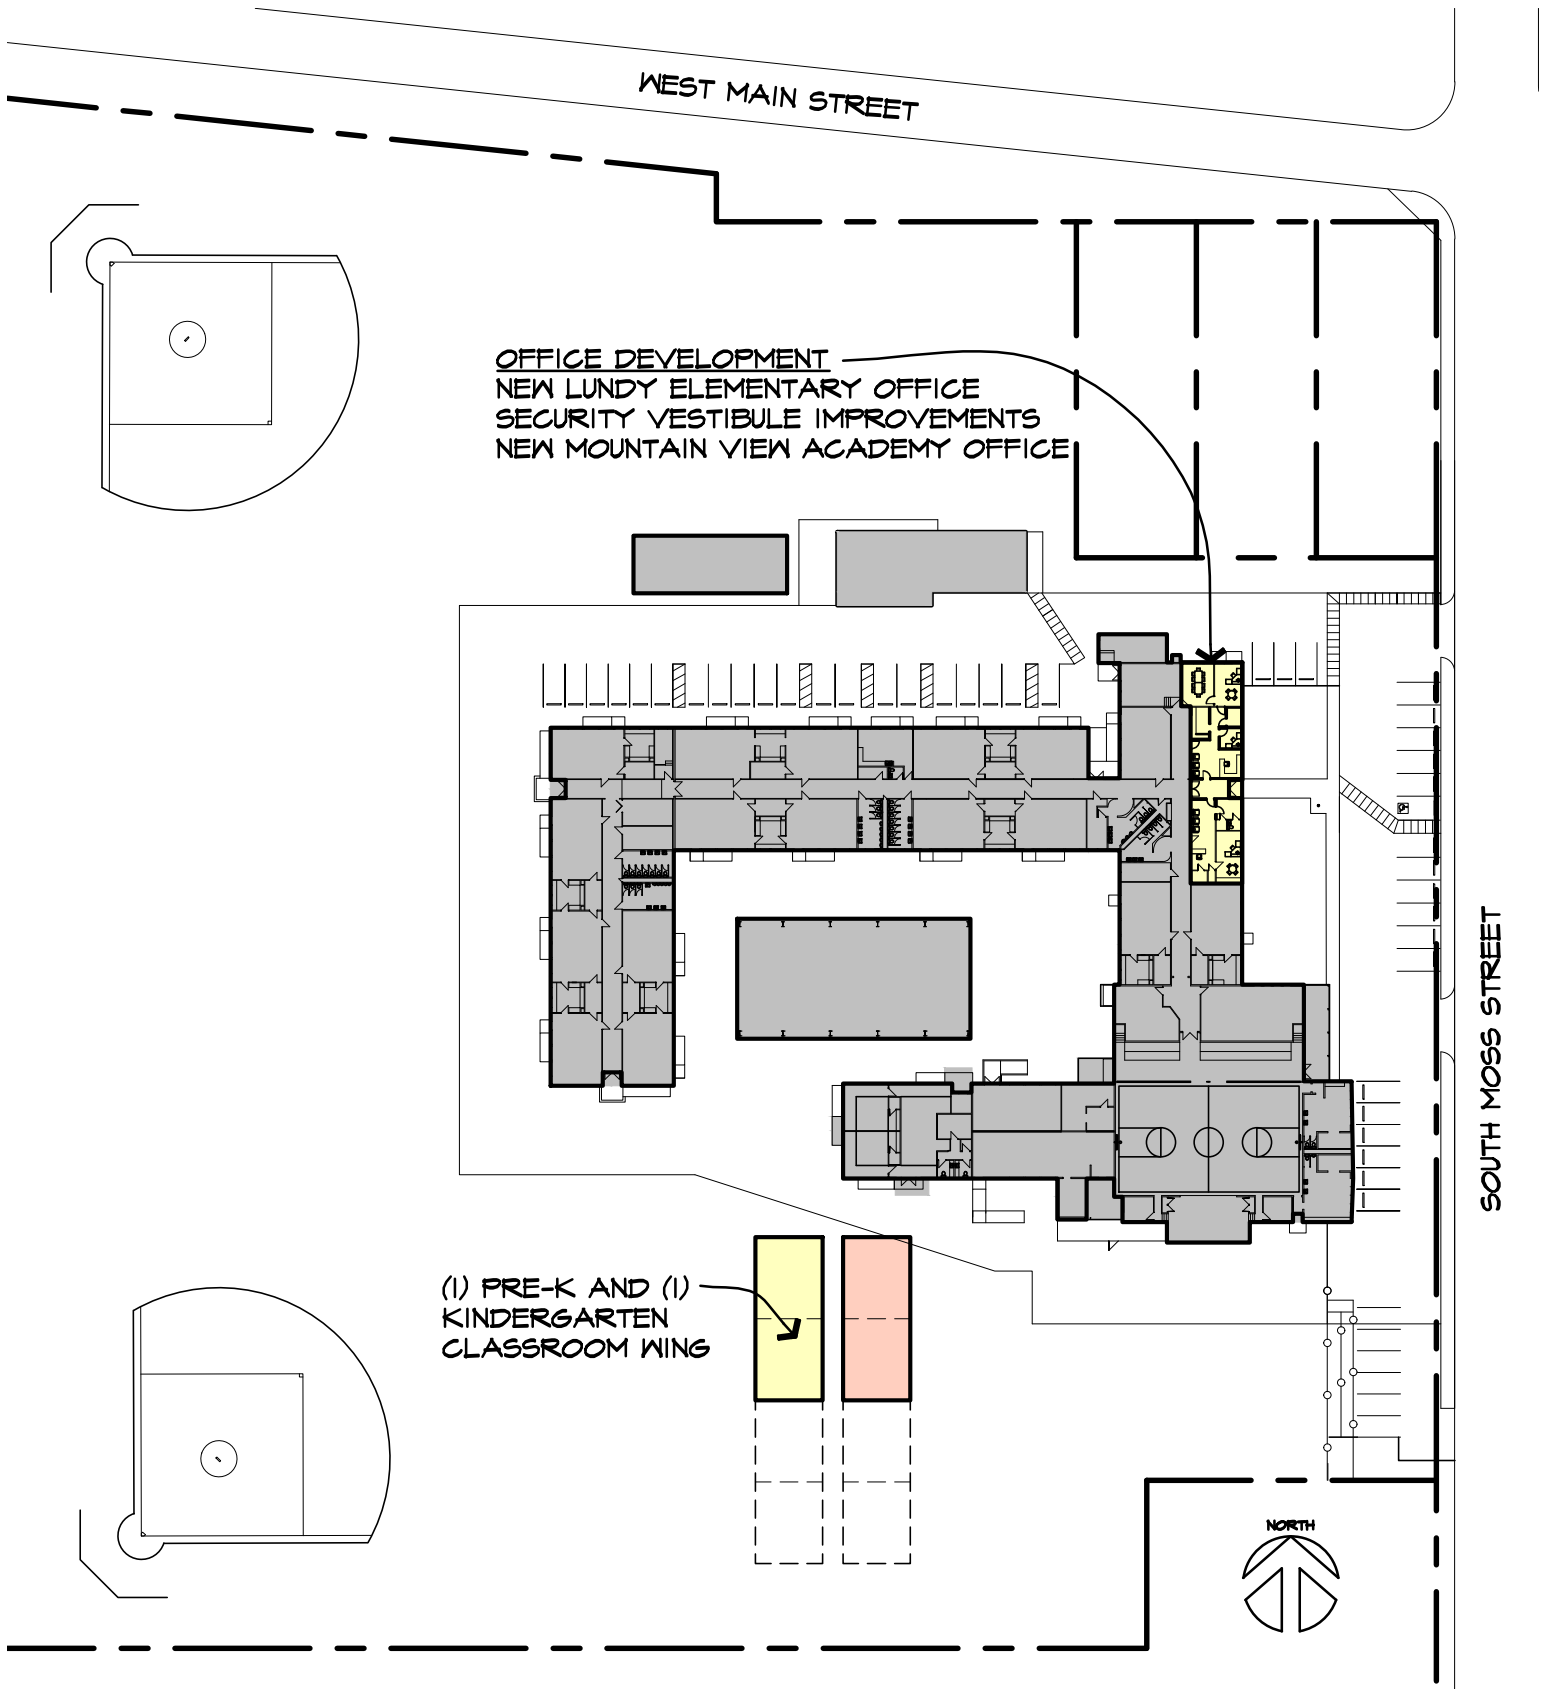 WEST MAIN STREET
OFFICE DEVELOPMENT
NEW LUNDY ELEMENTARY OFFICE
SECURITY VESTIBULE IMPROVEMENTS
NEW MOUNTAIN VIEW ACADEMY OFFICE
SOUTH MOSS STREET
(1) PRE-K AND (1)
KINDERGARTEN
CLASSROOM WING
NORTH